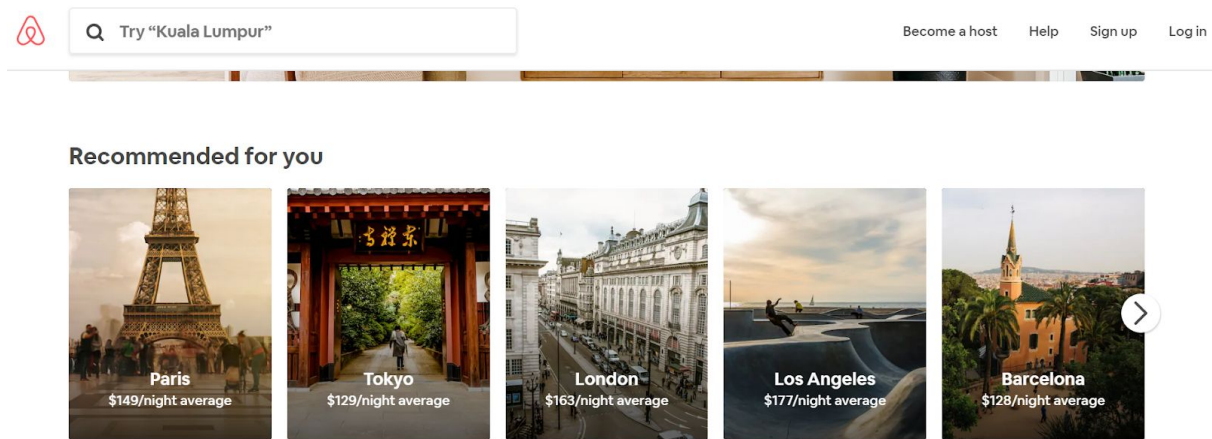 Try “Kuala Lumpur”
Become a host
Help
Sign up
Log in
Recommended for you
Paris
$149/night average
Tokyo
$129/night average
London
$163/night average
Los Angeles
$177/night average
Barcelona
$128/night average